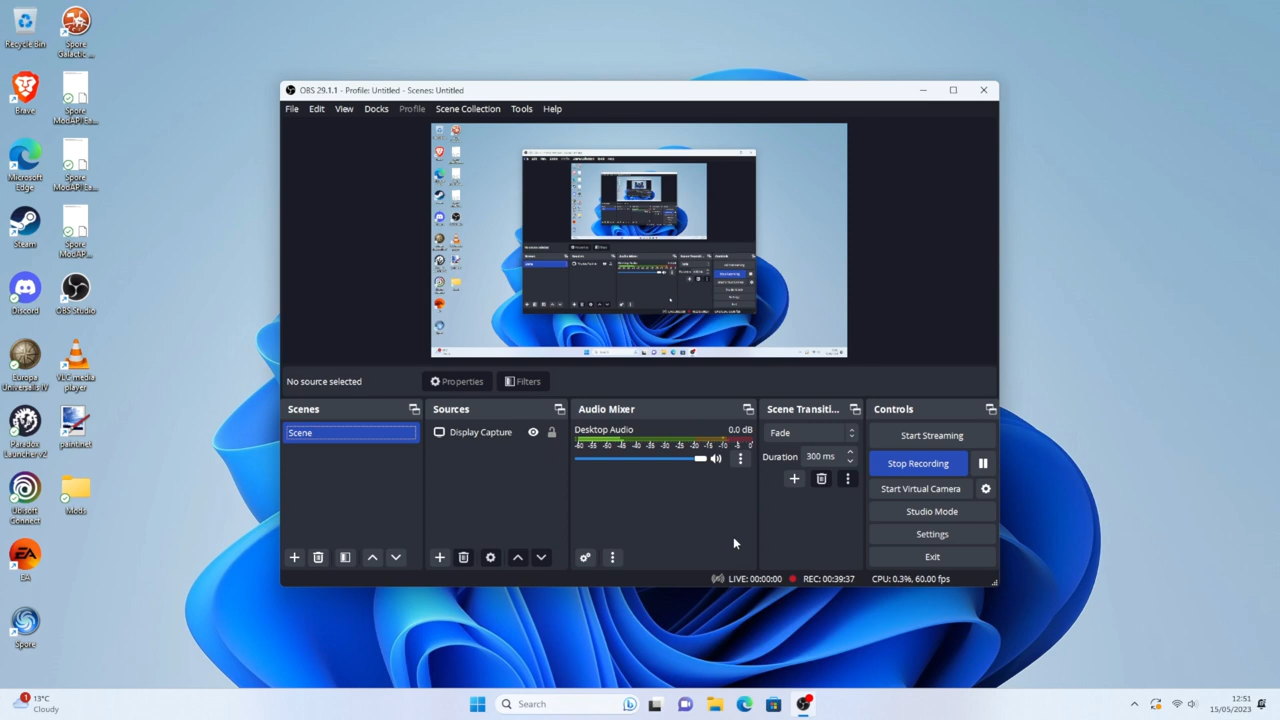 Recycle Bin
Spore
Galactic ...
Brave
Spore
ModAPI Ea...
Microsoft
Edge
Spore
ModAPI Ea...
Steam
Spore
ModAP...
Discord
OBS Studio
Europa
Universalis IV
VLC media
player
Paradox
Launcher v2
paintnet
Ubisoft
Connect
Mods
EA
EA
Spore
OBS 29.1.1 - Profile: Untitled - Scenes: Untitled
File Edit View Docks Profile Scene Collection Tools Help
No source selected Properties Filters
Scenes
Scene
Sources
Display Capture
Audio Mixer
Desktop Audio 0.0 dB
-60 -55 -50 -45 -40 -35 -30 -25 -20 -15 -10 -5 0
Scene Transiti...
Fade
Duration 300 ms
Controls
Start Streaming
Stop Recording
Start Virtual Camera
Studio Mode
Settings
Exit
LIVE: 00:00:00 REC: 00:39:37 CPU: 0.3%, 60.00 fps
1
13°C
Cloudy
Search
12:51
15/05/2023